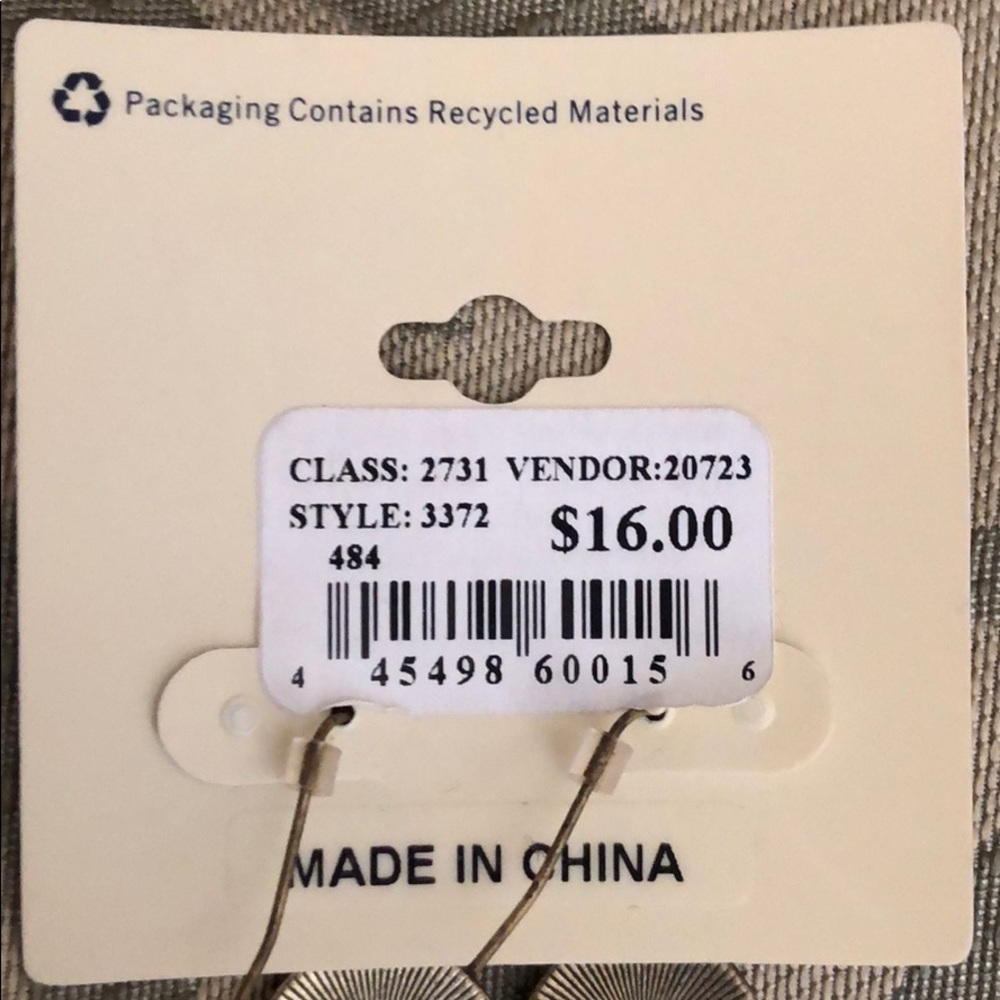 Packaging Contains Recycled Materials
CLASS: 2731 VENDOR:20723
STYLE: 3372 $16.00
484
4 45498 60015 6
MADE IN CHINA